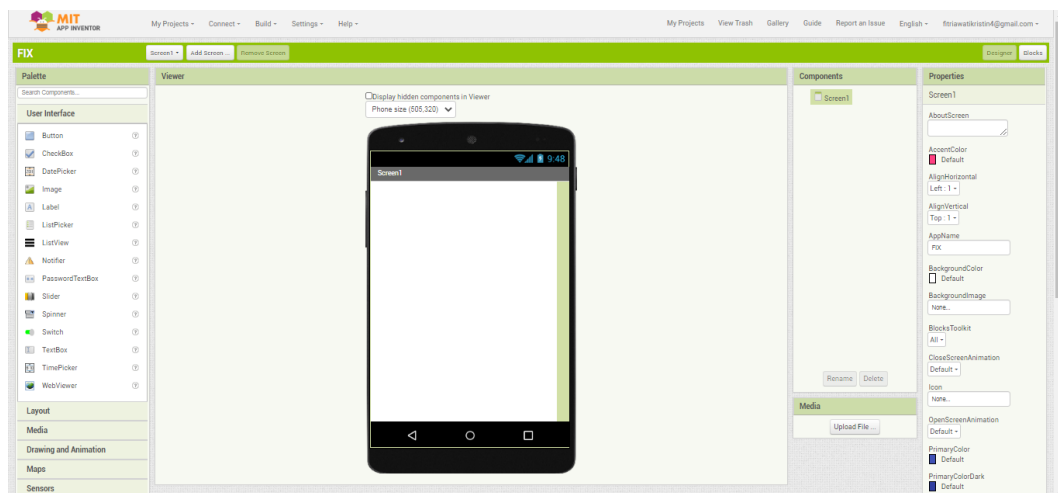 MIT
APP INVENTOR
My Projects Connect Build Settings Help
My Projects View Trash Gallery Guide Report an Issue English fitriawatikristin4@gmail.com
FIX
Screen1 Add Screen ... Remove Screen
Designer Blocks
Palette
Search Components...
User Interface
Button
CheckBox
DatePicker
Image
Label
ListPicker
ListView
Notifier
PasswordTextBox
Slider
Spinner
Switch
TextBox
TimePicker
WebViewer
Layout
Media
Drawing and Animation
Maps
Sensors
Viewer
Display hidden components in Viewer
Phone size (505,320)
9:48
Screen1
Components
Screen1
Rename Delete
Media
Upload File ...
Properties
Screen1
AboutScreen
AccentColor
Default
AlignHorizontal
Left : 1
AlignVertical
Top : 1
AppName
FIX
BackgroundColor
Default
BackgroundImage
None...
BlocksToolkit
All
CloseScreenAnimation
Default
Icon
None...
OpenScreenAnimation
Default
PrimaryColor
Default
PrimaryColorDark
Default